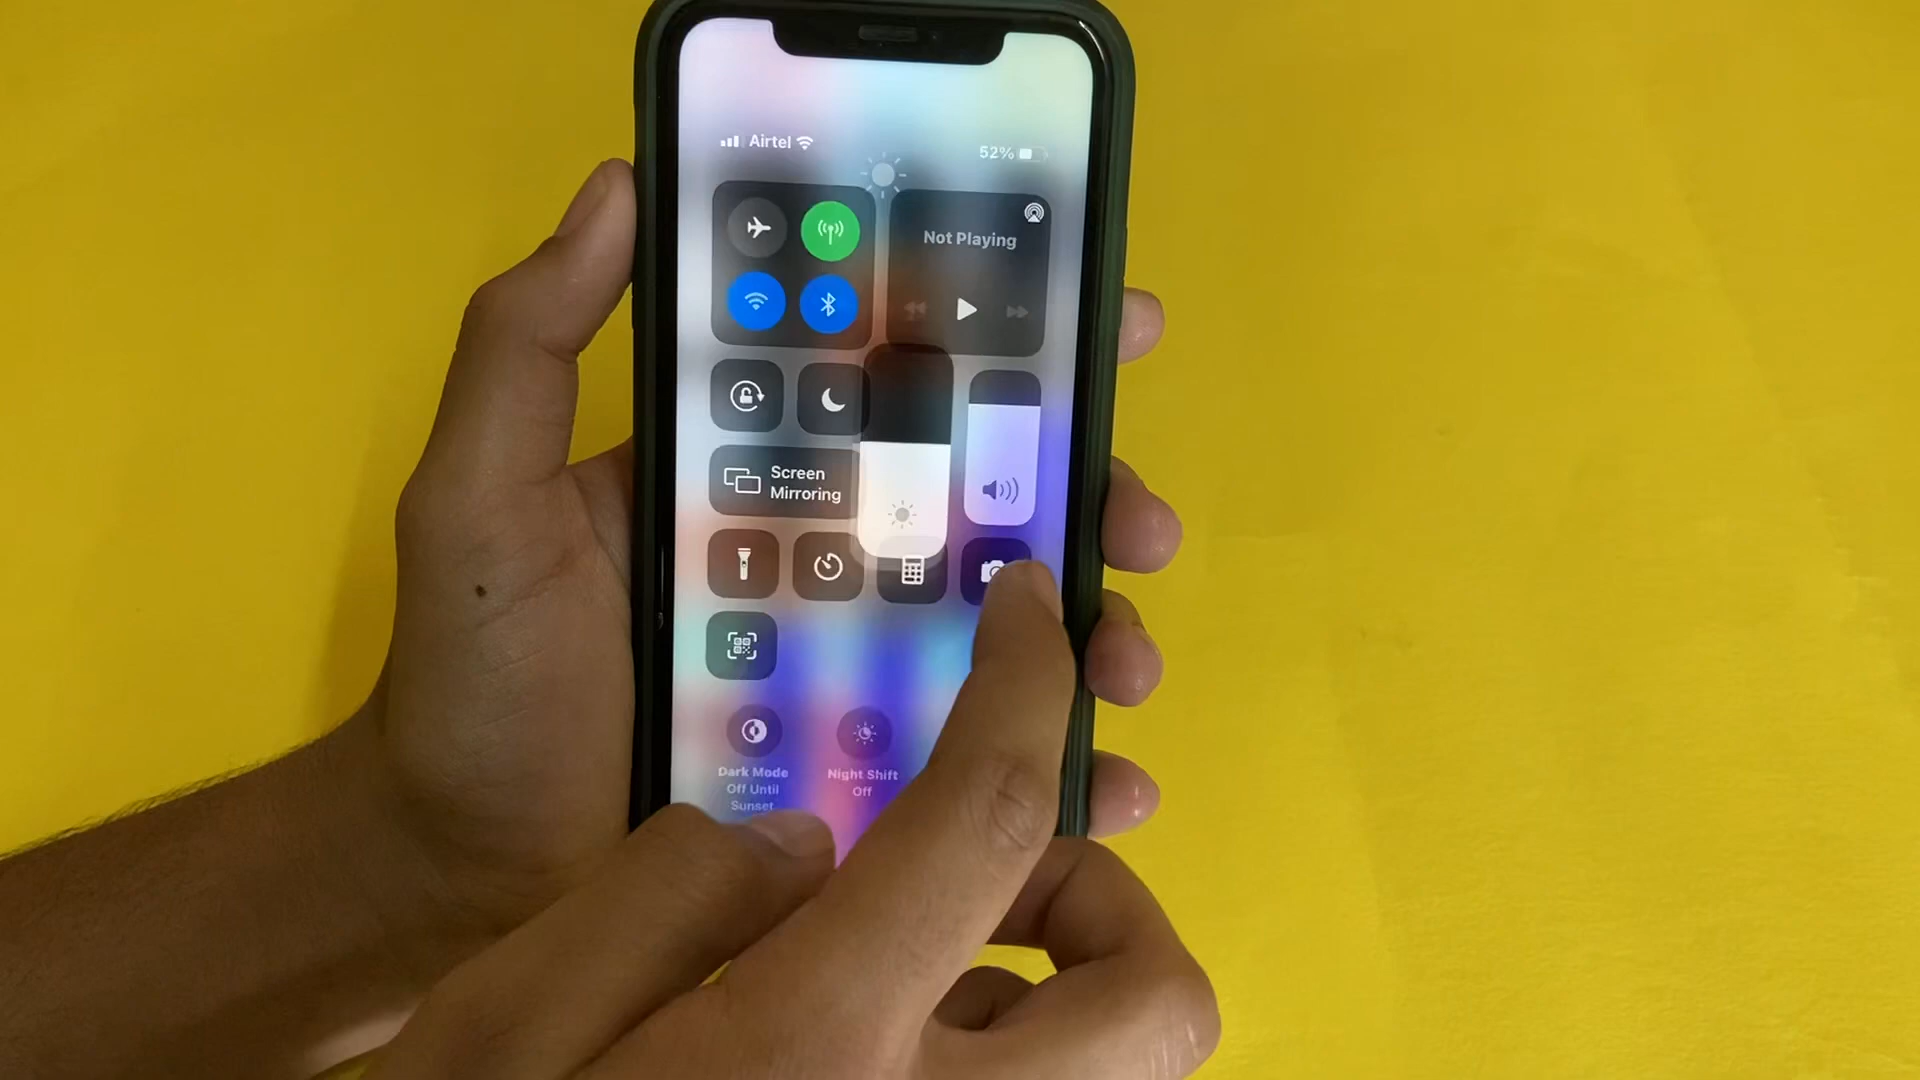 Airtel
52%
Not Playing
Screen
Mirroring
Dark Mode
Off Until
Sunset
Night Shift
Off